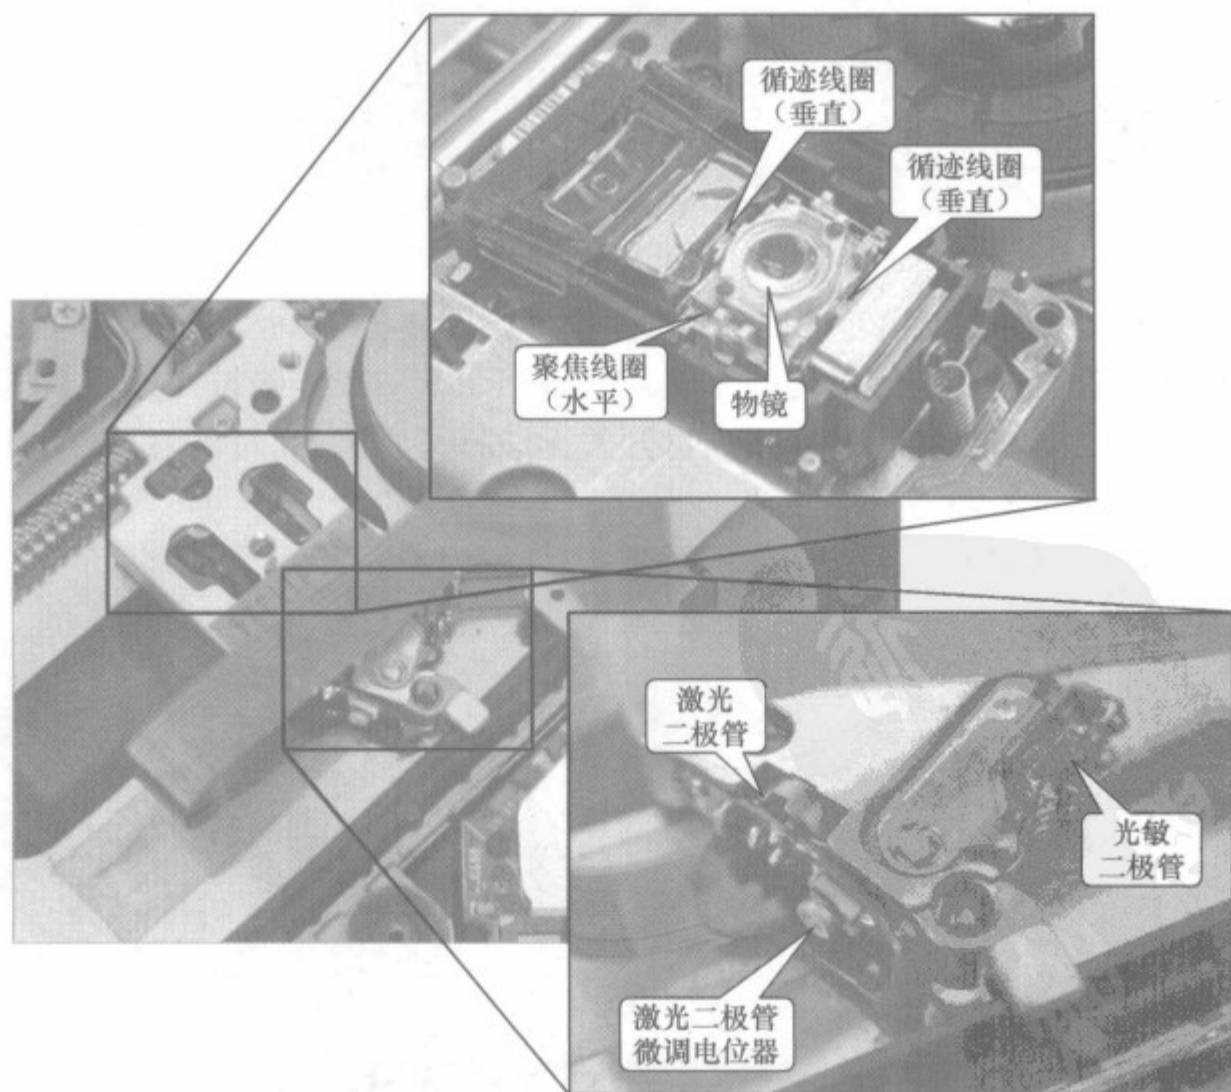 循迹线圈
（垂直）
循迹线圈
（垂直）
聚焦线圈
（水平）
物镜
激光
二极管
光敏
二极管
激光二极管
微调电位器